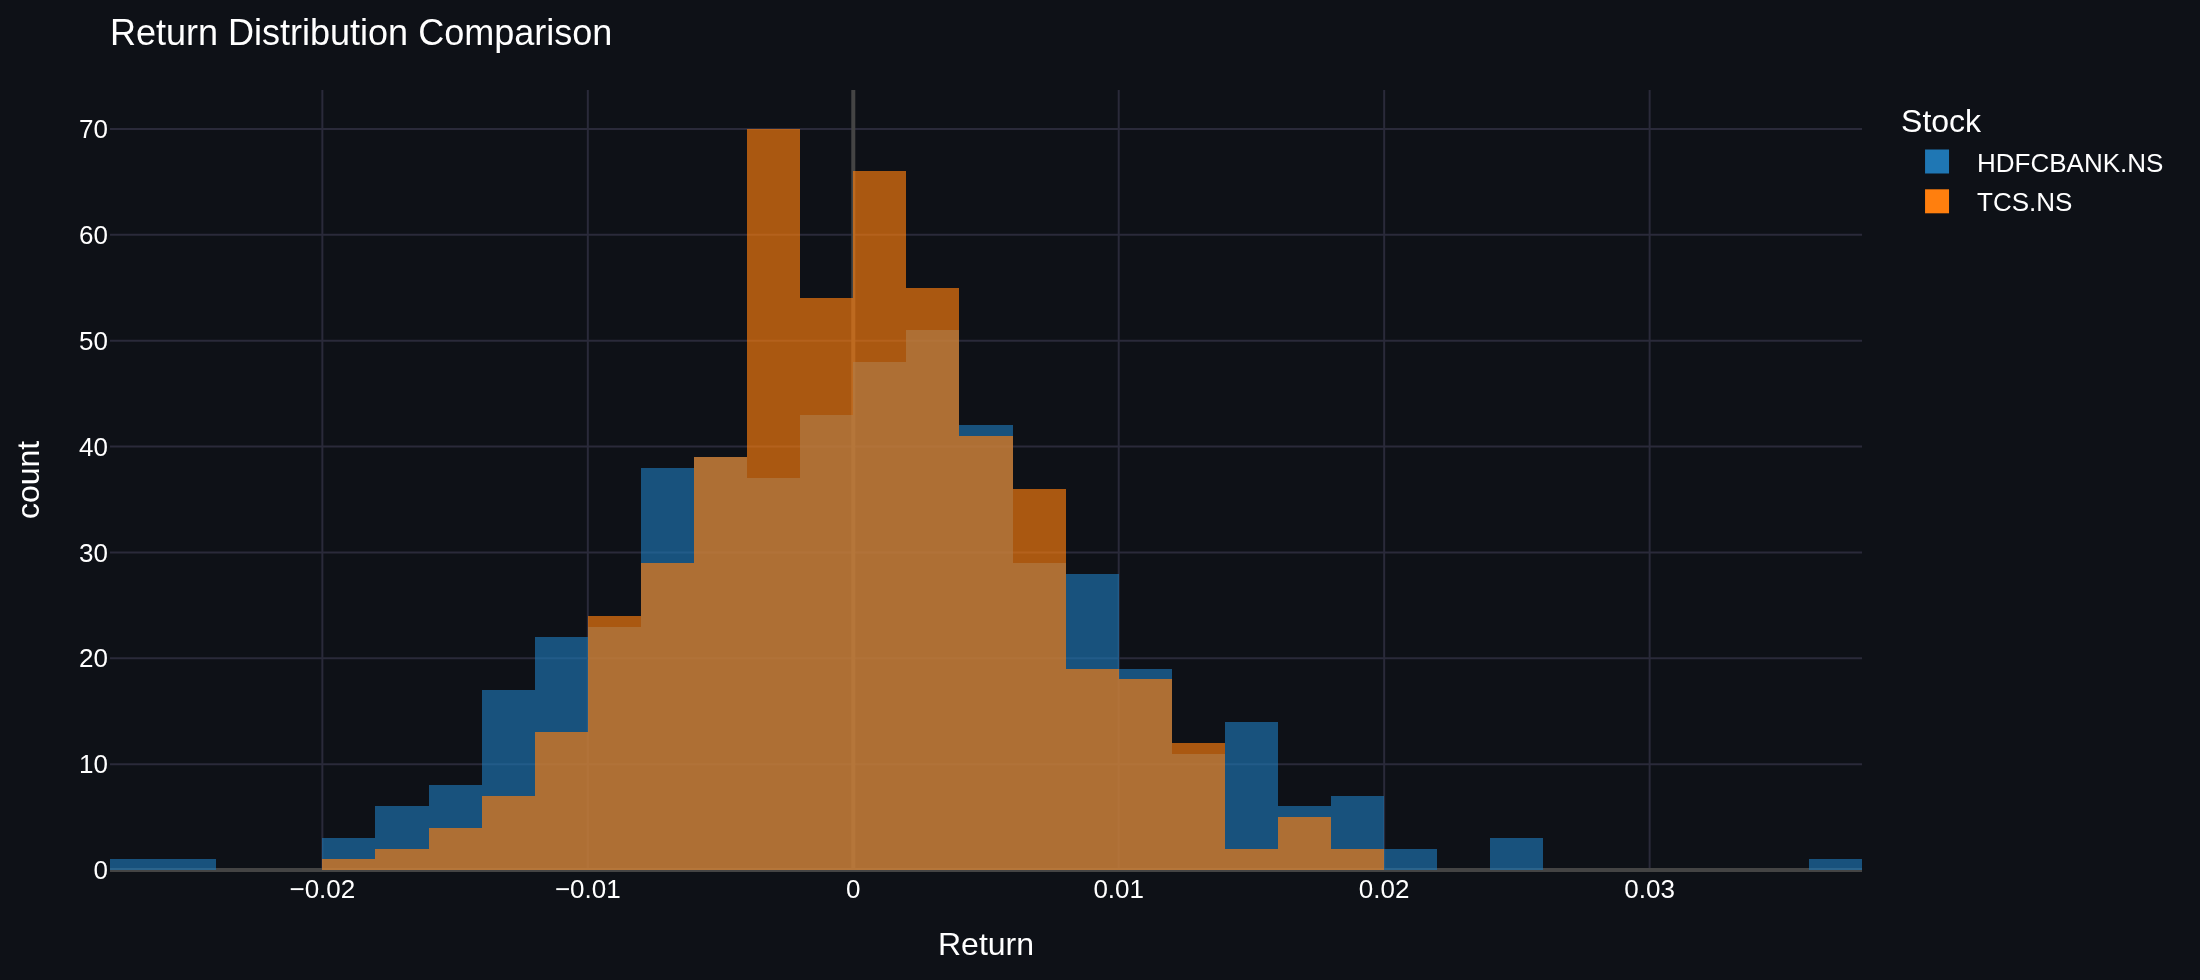 Return Distribution Comparison
Stock
HDFCBANK.NS
TCS.NS
count
70
60
50
40
30
20
10
0
−0.02
−0.01
0
0.01
0.02
0.03
Return